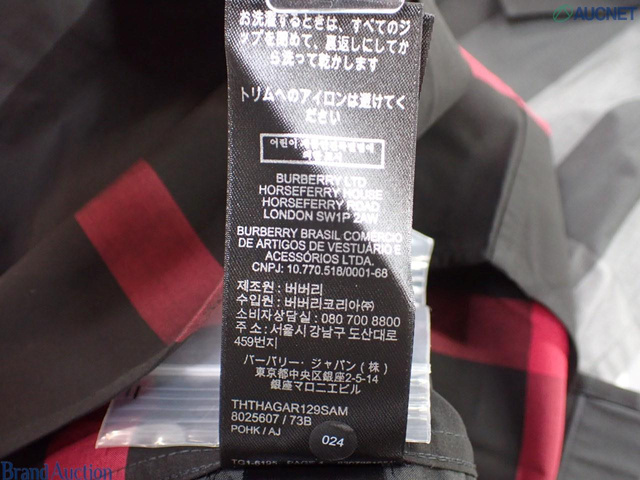 AUCNET
お洗濯するときは、すべてのジ
ップを閉めて、裏返しにしてか
ら洗って乾かします
トリムへのアイロンは避けてく
ださい
BURBERRY LTD
HORSEFERRY HOUSE
HORSEFERRY ROAD
LONDON SW1P 2AW
BURBERRY BRASIL COMÉRCIO
DE ARTIGOS DE VESTUÁRIO E
ACESSÓRIOS LTDA.
CNPJ: 10.770.518/0001-68
제조원 : 버버리
수입원 : 버버리코리아㈜
소비자상담실 : 080 700 8800
주소 : 서울시 강남구 도산대로
459번지
バーバリー・ジャパン (株)
東京都中央区銀座2-5-14
銀座マロニエビル
THTHAGAR129SAM
8025607 / 73B
POHK / AJ
024
Brand Auction